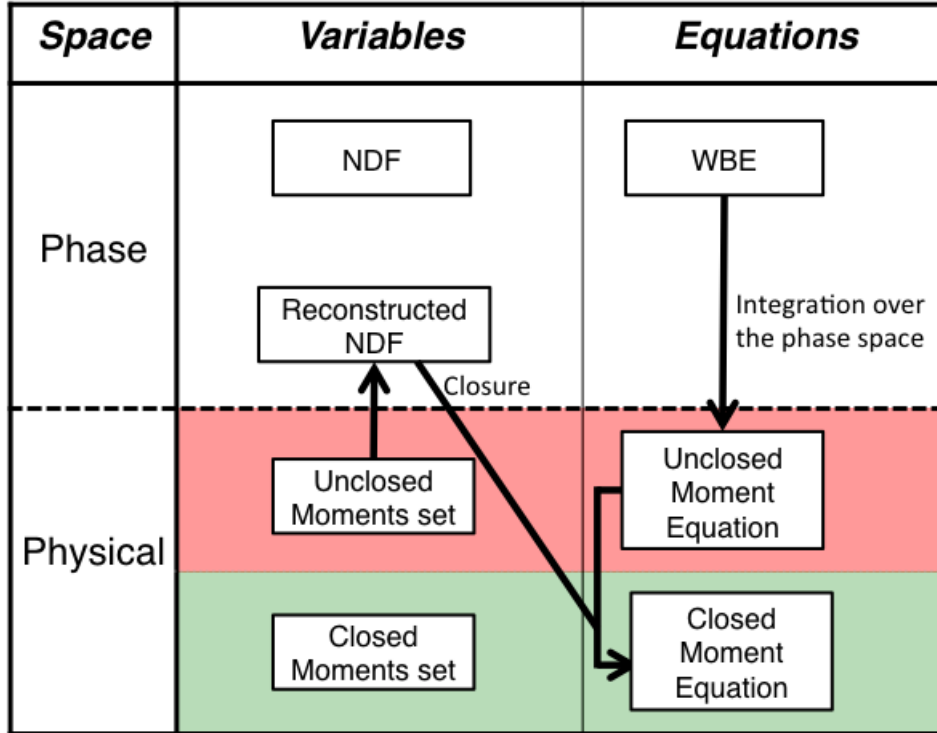 Space
Variables
Equations
Phase
NDF
WBE
Reconstructed
NDF
Integration over
the phase space
Closure
Physical
Unclosed
Moments set
Unclosed
Moment
Equation
Closed
Moments set
Closed
Moment
Equation